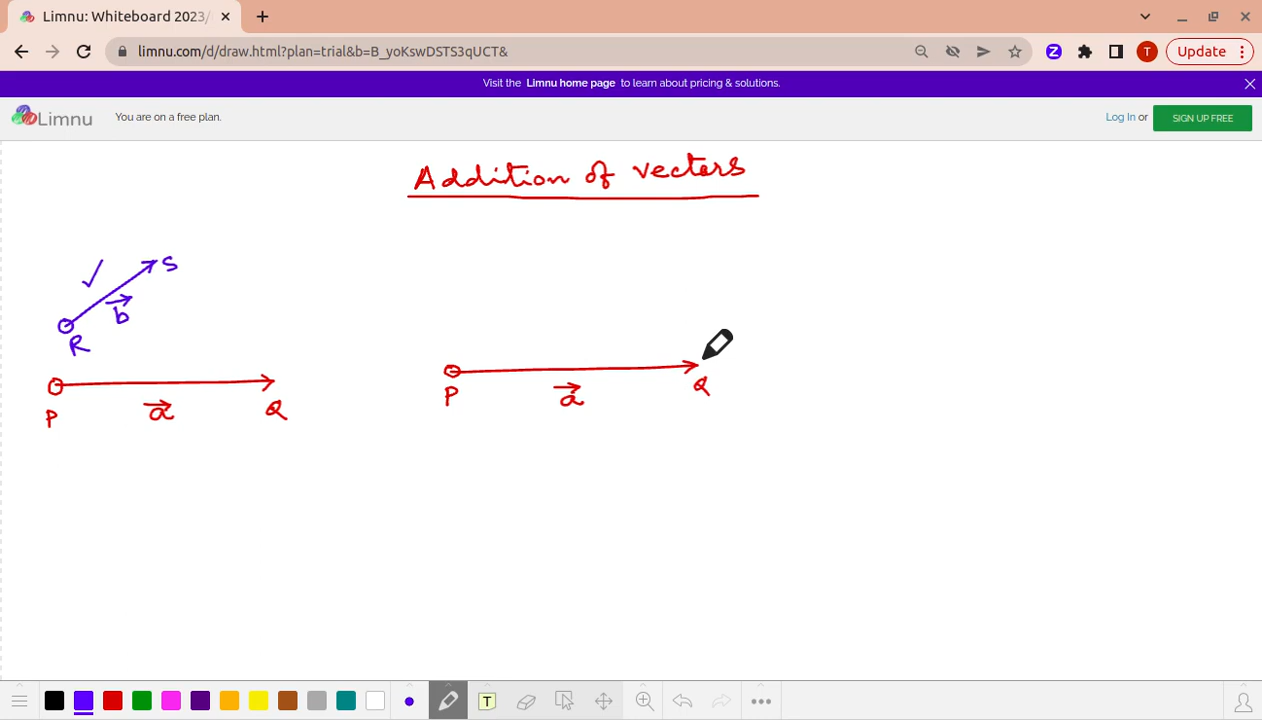 Limnu: Whiteboard 2023/
limnu.com/d/draw.html?plan=trial&b=B_yoKswDSTS3qUCT&
Z
T
Update
Visit the Limnu home page to learn about pricing & solutions.
Limnu
You are on a free plan.
Log In or
SIGN UP FREE
Addition of vectors
S
b
R
P
a
Q
P
a
Q
T